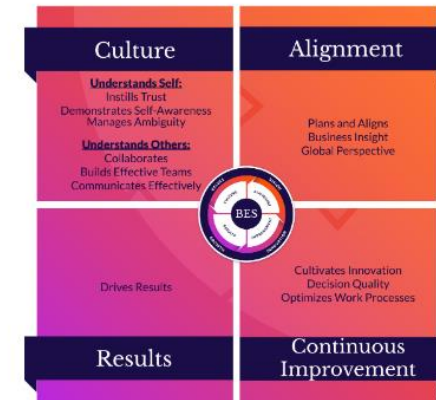 Culture
Understands Self:
Instills Trust
Demonstrates Self-Awareness
Manages Ambiguity
Understands Others:
Collaborates
Builds Effective Teams
Communicates Effectively
Alignment
Plans and Aligns
Business Insight
Global Perspective
BES
Drives Results
Results
Cultivates Innovation
Decision Quality
Optimizes Work Processes
Continuous
Improvement